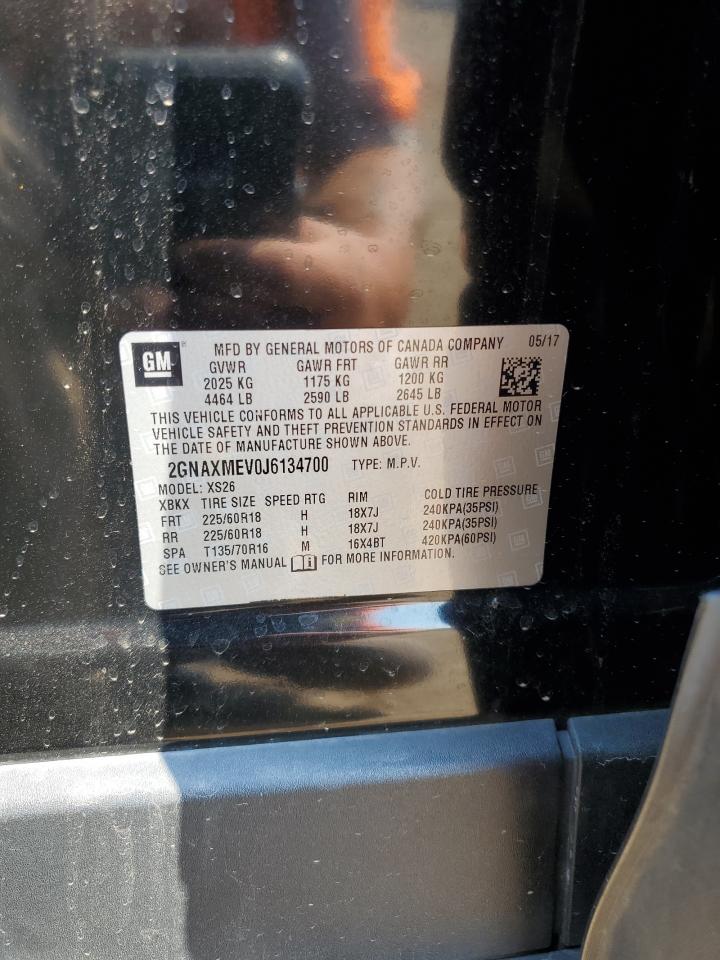 GM MFD BY GENERAL MOTORS OF CANADA COMPANY 05/17
GVWR GAWR FRT GAWR RR
2025 KG 1175 KG 1200 KG
4464 LB 2590 LB 2645 LB
THIS VEHICLE CONFORMS TO ALL APPLICABLE U.S. FEDERAL MOTOR
VEHICLE SAFETY AND THEFT PREVENTION STANDARDS IN EFFECT ON
THE DATE OF MANUFACTURE SHOWN ABOVE.
2GNAXMEV0J6134700 TYPE: M.P.V.
MODEL: XS26
XBKX TIRE SIZE SPEED RTG RIM COLD TIRE PRESSURE
FRT 225/60R18 H 18X7J 240KPA(35PSI)
RR 225/60R18 H 18X7J 240KPA(35PSI)
SPA T135/70R16 M 16X4BT 420KPA(60PSI)
SEE OWNER'S MANUAL FOR MORE INFORMATION.